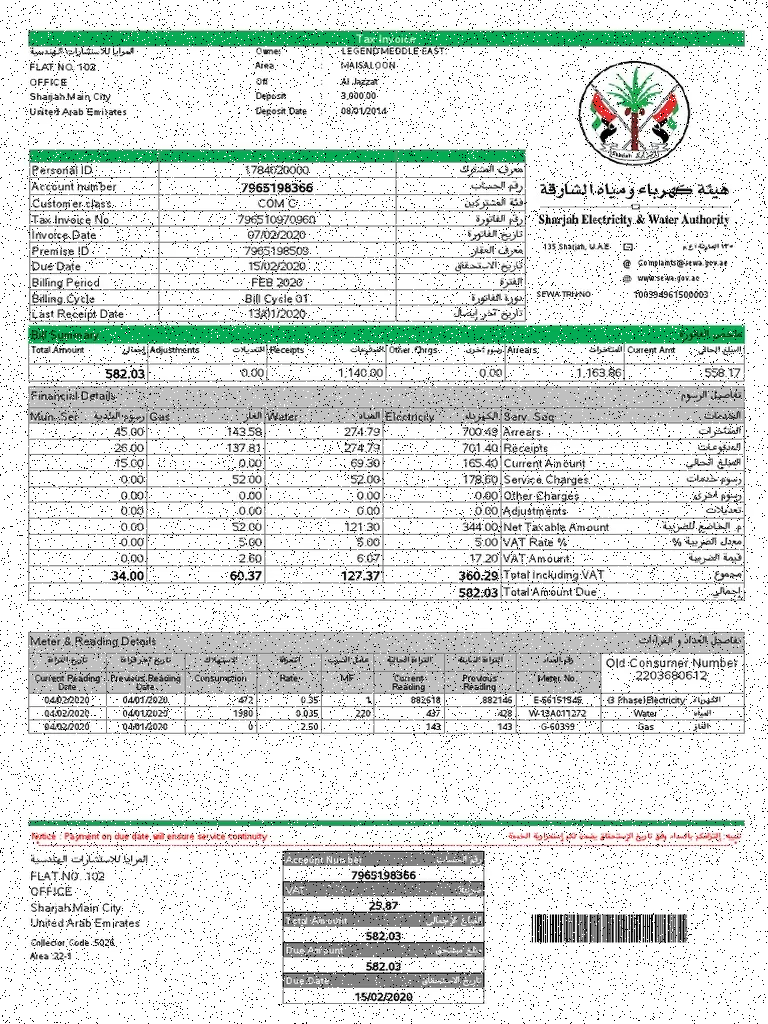 Tax Invoice
المرايا للاستشارات الهندسية Owner LEGEND MEDDLE EAST
FLAT NO. 102 Area MAISALOON
OFFICE Off Al Jazzat
Sharjah Main City Deposit 3,000.00
United Arab Emirates Deposit Date 08/01/2014
Personal ID 1784020000 معرف المشترك
Account number 7965198366 رقم الحساب
Customer class COM C فئة المشتركين
Tax Invoice No 796510970960 رقم الفاتورة
Invoice Date 07/02/2020 تاريخ الفاتورة
Premise ID 7965198503 معرف العقار
Due Date 15/02/2020 تاريخ الاستحقاق
Billing Period FEB 2020 الفترة
Billing Cycle Bill Cycle 01 دورة الفاتورة
Last Receipt Date 13/01/2020 تاريخ آخر إيصال
Sharjah
هيئة كهرباء ومياه الشارقة
Sharjah Electricity & Water Authority
135 Sharjah, U.A.E. ١٣٥ الشارقة، إ.ع.م
@ Complaints@sewa.gov.ae
@ www.sewa.gov.ae
SEWA TRN NO 100394961500003
Bill Summary ملخص الفاتورة
Total Amount إجمالي Adjustments التعديلات Receipts المدفوعات Other Chrgs رسوم أخرى Arrears المتأخرات Current Amt المبلغ الحالي
582.03 0.00 1,140.00 0.00 1,163.86 558.17
Financial Details تفاصيل الرسوم
Mun. Ser رسوم البلدية Gas الغاز Water المياه Electricity الكهرباء Serv. Seq الخدمات
45.00 143.58 274.79 700.49 Arrears المتأخرات
26.00 137.81 274.79 701.40 Receipts المدفوعات
15.00 0.00 69.30 165.40 Current Amount المبلغ الحالي
0.00 52.00 52.00 178.60 Service Charges رسوم خدمات
0.00 0.00 0.00 0.00 Other Charges رسوم اخرى
0.00 0.00 0.00 0.00 Adjustments تعديلات
0.00 52.00 121.30 344.00 Net Taxable Amount م. الخاضع للضريبة
0.00 5.00 5.00 5.00 VAT Rate % معدل الضريبة %
0.00 2.60 6.07 17.20 VAT Amount قيمة الضريبة
34.00 60.37 127.37 360.29 Total Including VAT مجموع
582.03 Total Amount Due إجمالي
Meter & Reading Details تفاصيل العداد و القراءات
تاريخ القراءة تاريخ آخر قراءة الاستهلاك التعرفة عامل الضرب القراءة الحالية القراءة السابقة رقم العداد Old Consumer Number
Current Reading Date Previous Reading Date Consumption Rate MF Current Reading Previous Reading Meter No 2203680612
04/02/2020 04/01/2020 472 0.35 1 882618 882146 (3 Phase)Electricity الكهرباء
04/02/2020 04/01/2020 1980 0.035 220 437 428 W-13A011272 Water المياه
04/02/2020 04/01/2020 0 2.50 143 143 G-60399 Gas الغاز
Notice : Payment on due date, will ensure service continuity تنبيه: إلتزامكم بالسداد وفق تاريخ الإستحقاق يضمن لكم إستمرارية الخدمة
المرايا للاستشارات الهندسية
FLAT NO. 102
OFFICE
Sharjah Main City
United Arab Emirates
Collector Code :5026
Area :22-1
Account Number رقم الحساب
7965198366
VAT ضريبة
25.87
Total Amount القيمة الإجمالي
582.03
Due Amount مبلغ مستحق
582.03
Due Date تاريخ الاستحقاق
15/02/2020